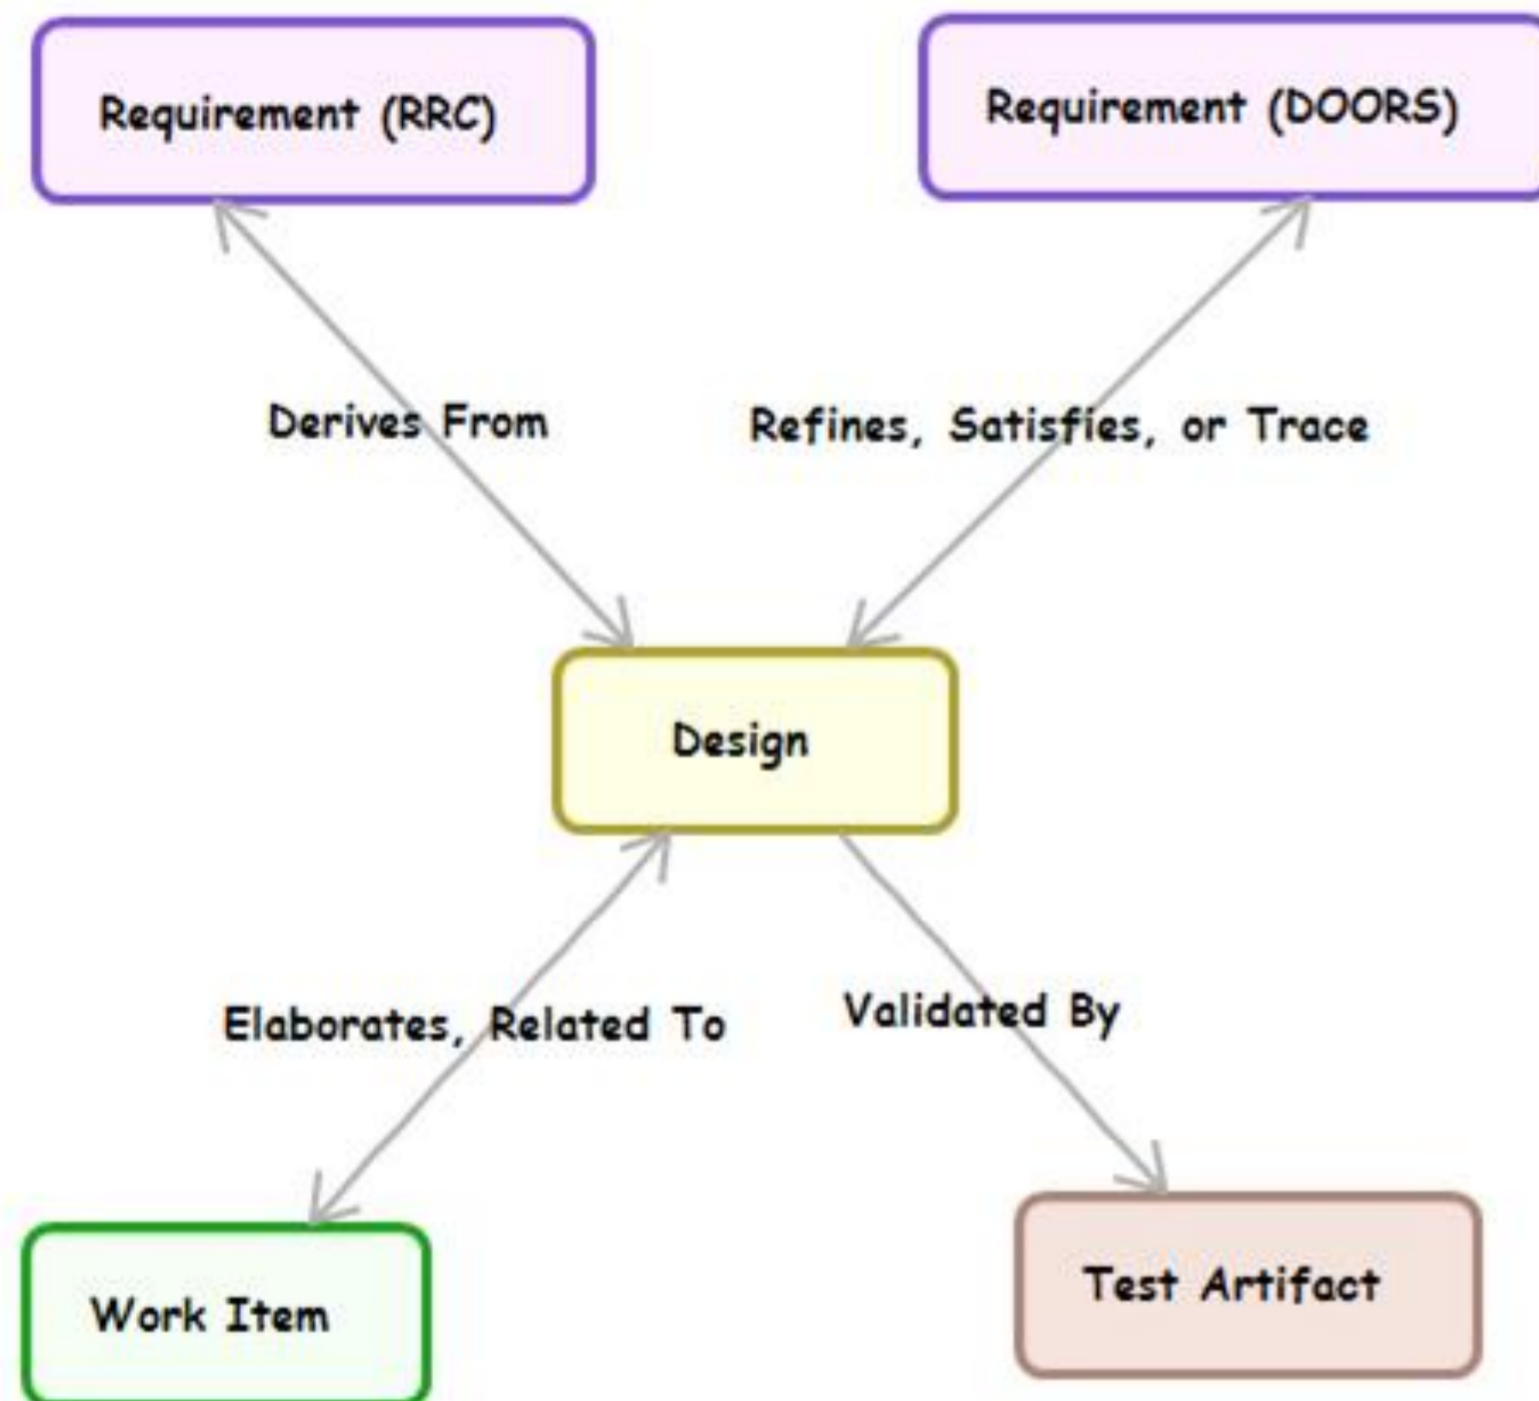 Requirement (RRC)
Requirement (DOORS)
Derives From
Refines, Satisfies, or Trace
Design
Elaborates, Related To
Validated By
Work Item
Test Artifact